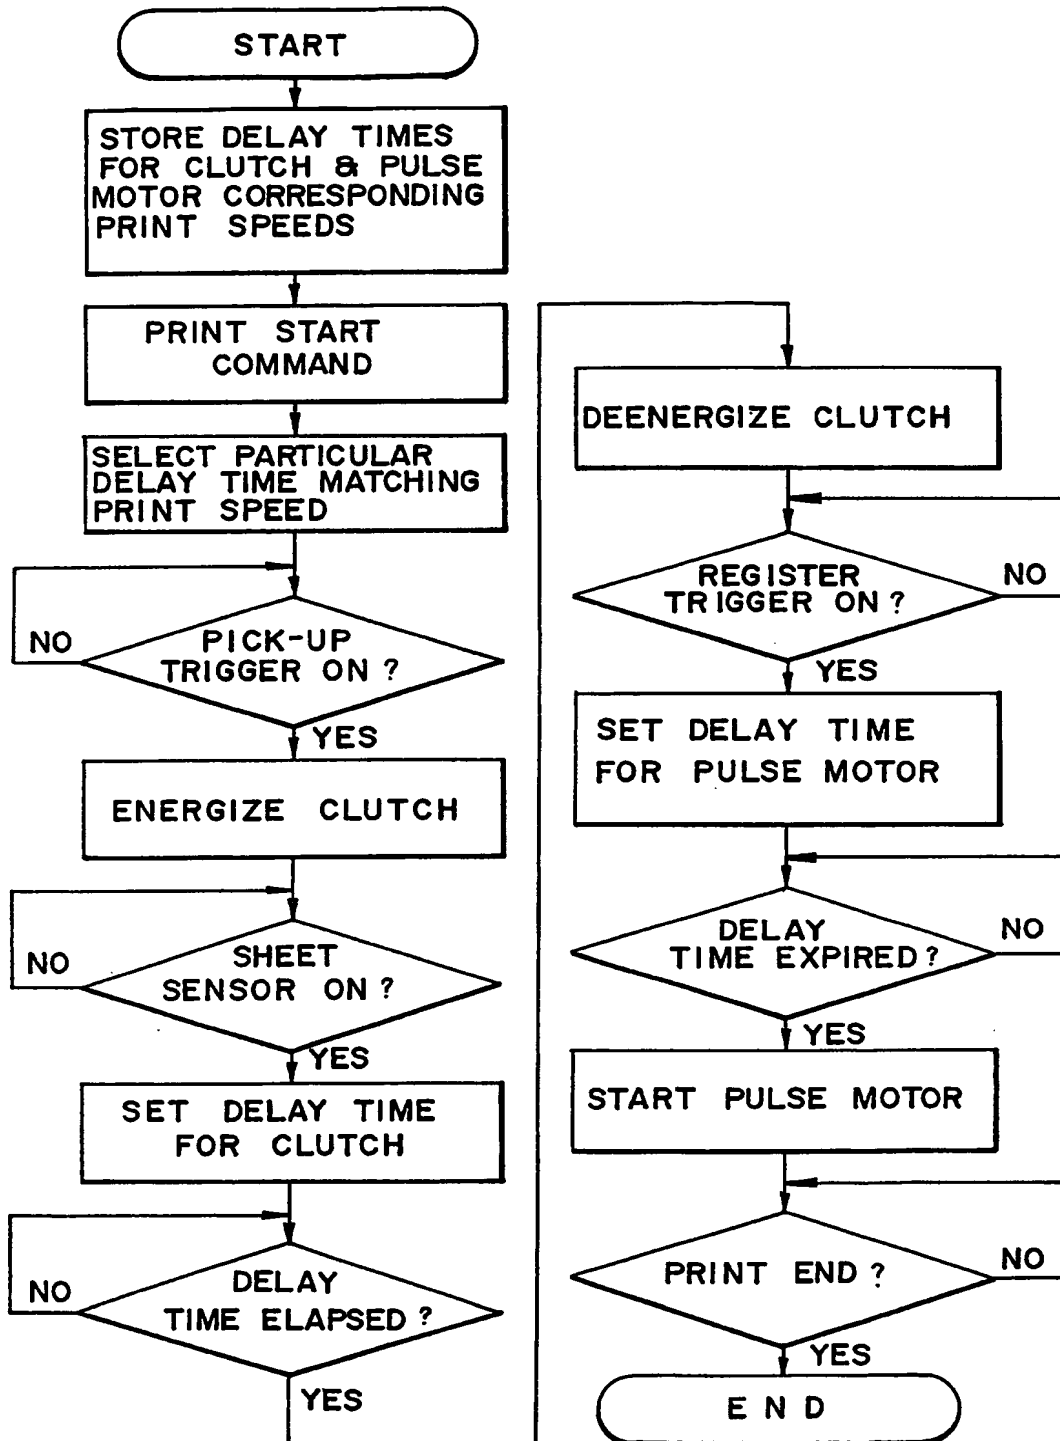 START
STORE DELAY TIMES
FOR CLUTCH & PULSE
MOTOR CORRESPONDING
PRINT SPEEDS
PRINT START
COMMAND
SELECT PARTICULAR
DELAY TIME MATCHING
PRINT SPEED
PICK-UP
TRIGGER ON ?
NO
YES
ENERGIZE CLUTCH
SHEET
SENSOR ON ?
NO
YES
SET DELAY TIME
FOR CLUTCH
DELAY
TIME ELAPSED ?
NO
YES
DEENERGIZE CLUTCH
REGISTER
TRIGGER ON ?
NO
YES
SET DELAY TIME
FOR PULSE MOTOR
DELAY
TIME EXPIRED ?
NO
YES
START PULSE MOTOR
PRINT END ?
NO
YES
END